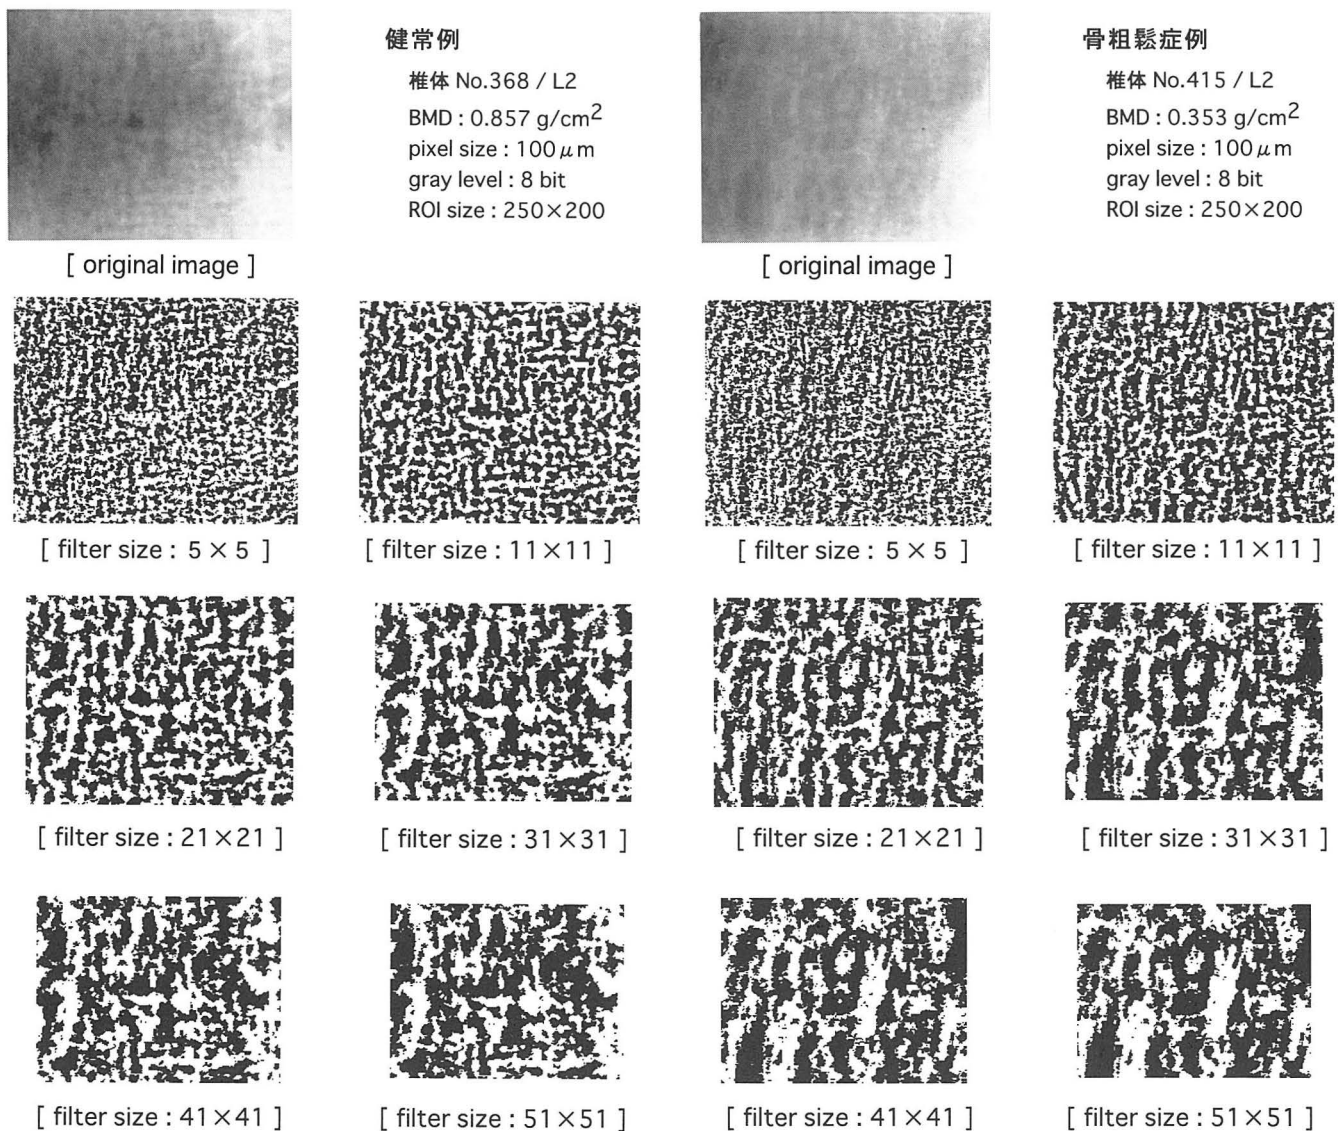 健常例
椎体 No.368 / L2
BMD : 0.857 g/cm2
pixel size : 100μm
gray level : 8 bit
ROI size : 250×200
[ original image ]
骨粗鬆症例
椎体 No.415 / L2
BMD : 0.353 g/cm2
pixel size : 100μm
gray level : 8 bit
ROI size : 250×200
[ original image ]
[ filter size : 5 × 5 ]
[ filter size : 11×11 ]
[ filter size : 5 × 5 ]
[ filter size : 11×11 ]
[ filter size : 21×21 ]
[ filter size : 31×31 ]
[ filter size : 21×21 ]
[ filter size : 31×31 ]
[ filter size : 41×41 ]
[ filter size : 51×51 ]
[ filter size : 41×41 ]
[ filter size : 51×51 ]